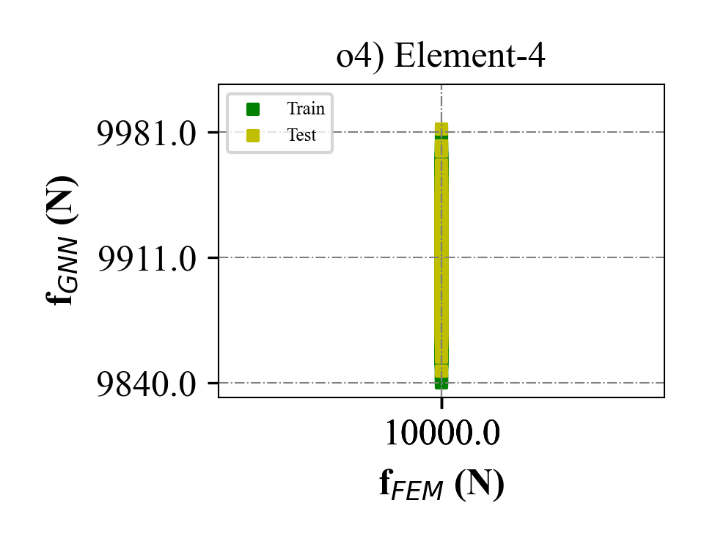 o4) Element-4
Train
Test
9981.0
9911.0
9840.0
f_GNN (N)
10000.0
f_FEM (N)